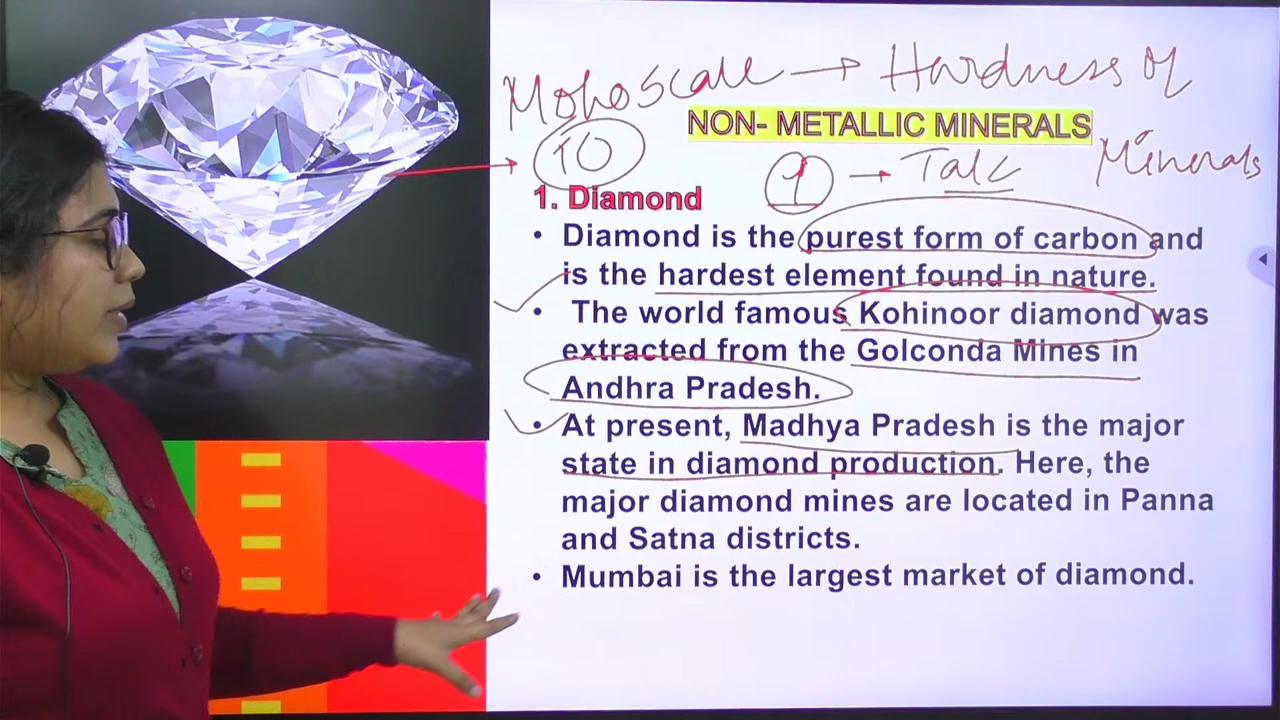 Mohoscale → Hardness of
NON- METALLIC MINERALS
Minerals
10
1 → Talc
1. Diamond
• Diamond is the purest form of carbon and
is the hardest element found in nature.
• The world famous Kohinoor diamond was
extracted from the Golconda Mines in
Andhra Pradesh.
• At present, Madhya Pradesh is the major
state in diamond production. Here, the
major diamond mines are located in Panna
and Satna districts.
• Mumbai is the largest market of diamond.